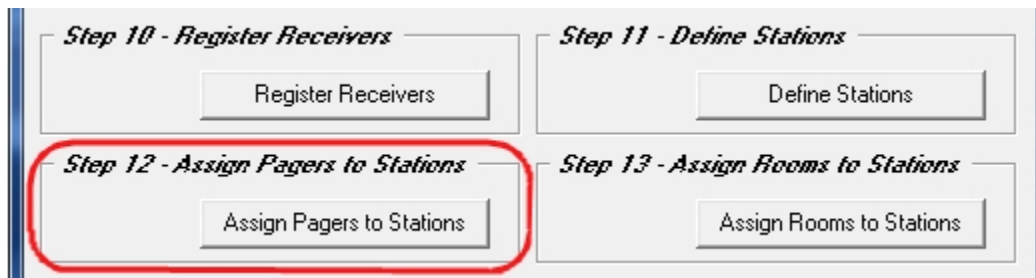 Step 10 - Register Receivers
Register Receivers
Step 11 - Define Stations
Define Stations
Step 12 - Assign Pagers to Stations
Assign Pagers to Stations
Step 13 - Assign Rooms to Stations
Assign Rooms to Stations